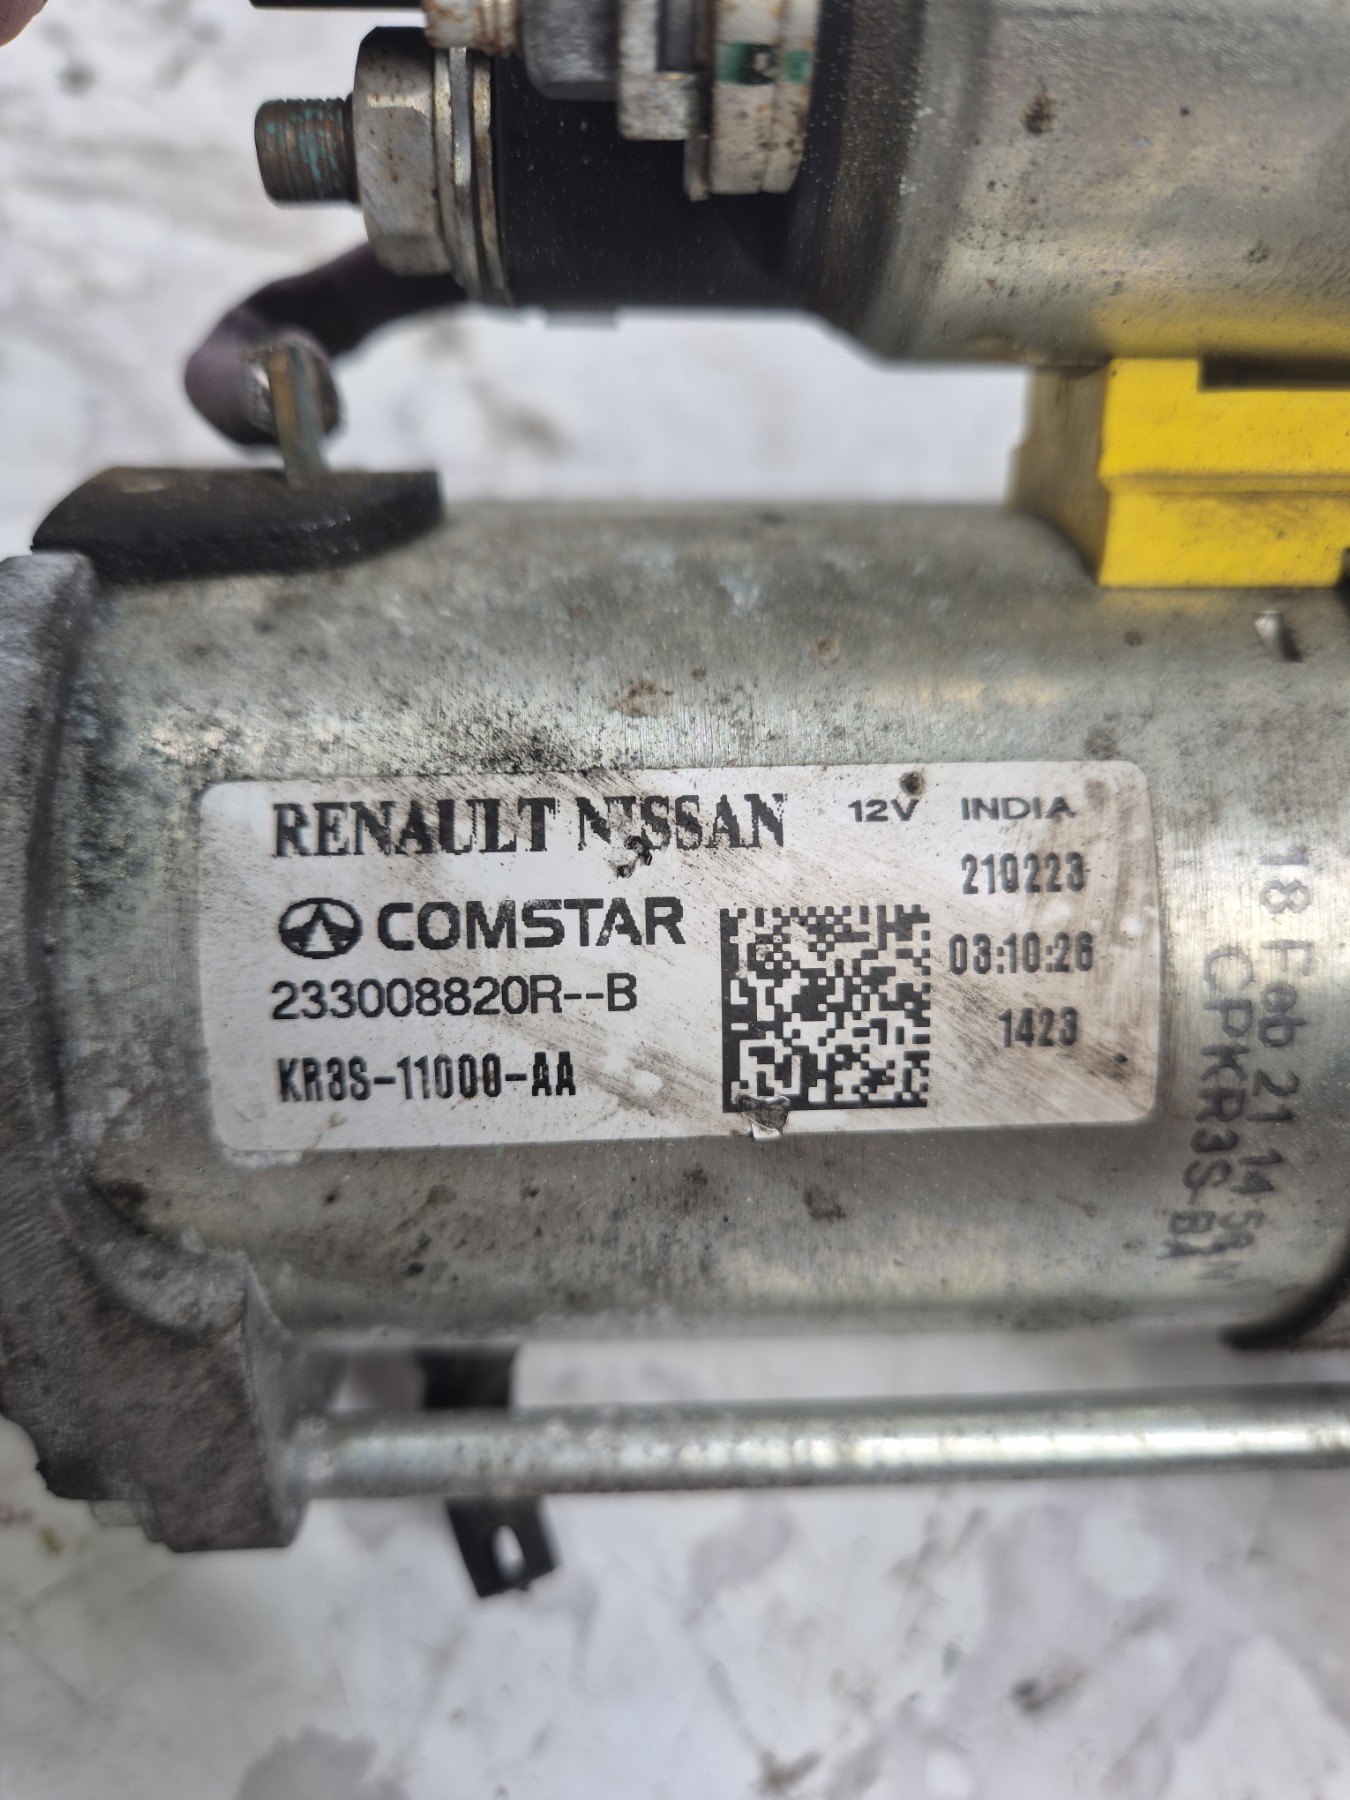 RENAULT NISSAN 12V INDIA
210223
COMSTAR
03:10:26
233008820R--B
1423
KR3S-11000-AA
18 Feb 21 14
CPKR3S-BA